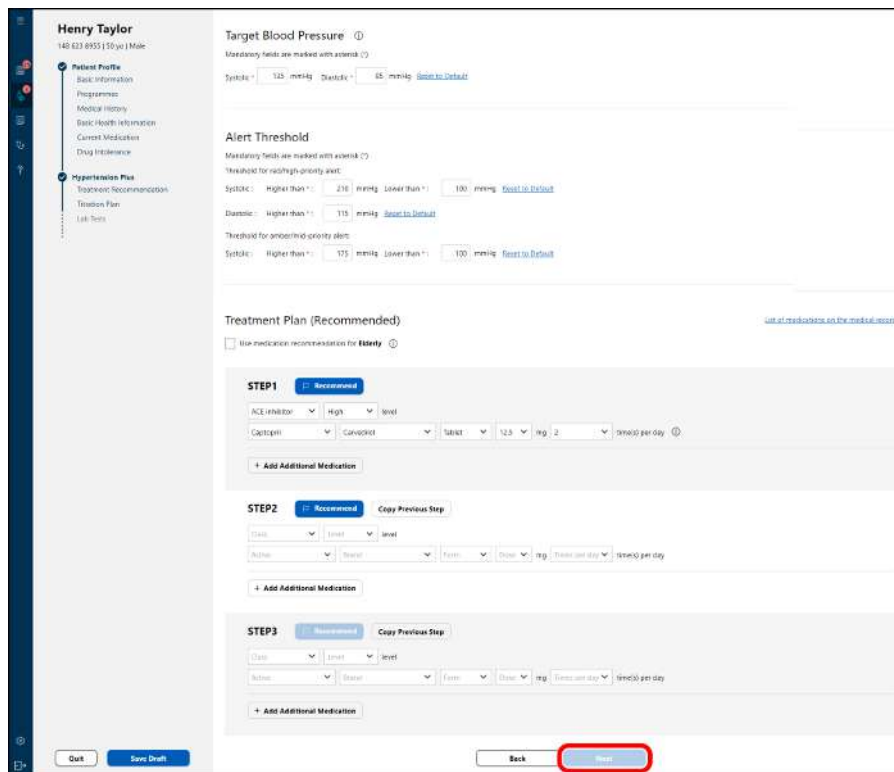 Henry Taylor
148 623 8955 | 50 yo | Male
Patient Profile
Basic Information
Programmes
Medical History
Basic Health Information
Current Medication
Drug Intolerance
Hypertension Plus
Treatment Recommendation
Titration Plan
Lab Tests
Quit
Save Draft
Target Blood Pressure
Mandatory fields are marked with asterisk (*)
Systolic * 135 mmHg Diastolic * 85 mmHg Reset to Default
Alert Threshold
Mandatory fields are marked with asterisk (*)
Threshold for red/high-priority alert:
Systolic : Higher than * : 210 mmHg Lower than * : 100 mmHg Reset to Default
Diastolic : Higher than * : 115 mmHg Reset to Default
Threshold for amber/mid-priority alert:
Systolic : Higher than * : 175 mmHg Lower than * : 100 mmHg Reset to Default
Treatment Plan (Recommended)
List of medications on the medical recor
Use medication recommendation for Elderly
STEP1 Recommend
ACE inhibitor High level
Captopril Carvedilol Tablet 12.5 mg 2 time(s) per day
+ Add Additional Medication
STEP2 Recommend Copy Previous Step
Class Level level
Active Brand Form Dose mg Times per day time(s) per day
+ Add Additional Medication
STEP3 Recommend Copy Previous Step
Class Level level
Active Brand Form Dose mg Times per day time(s) per day
+ Add Additional Medication
Back
Next